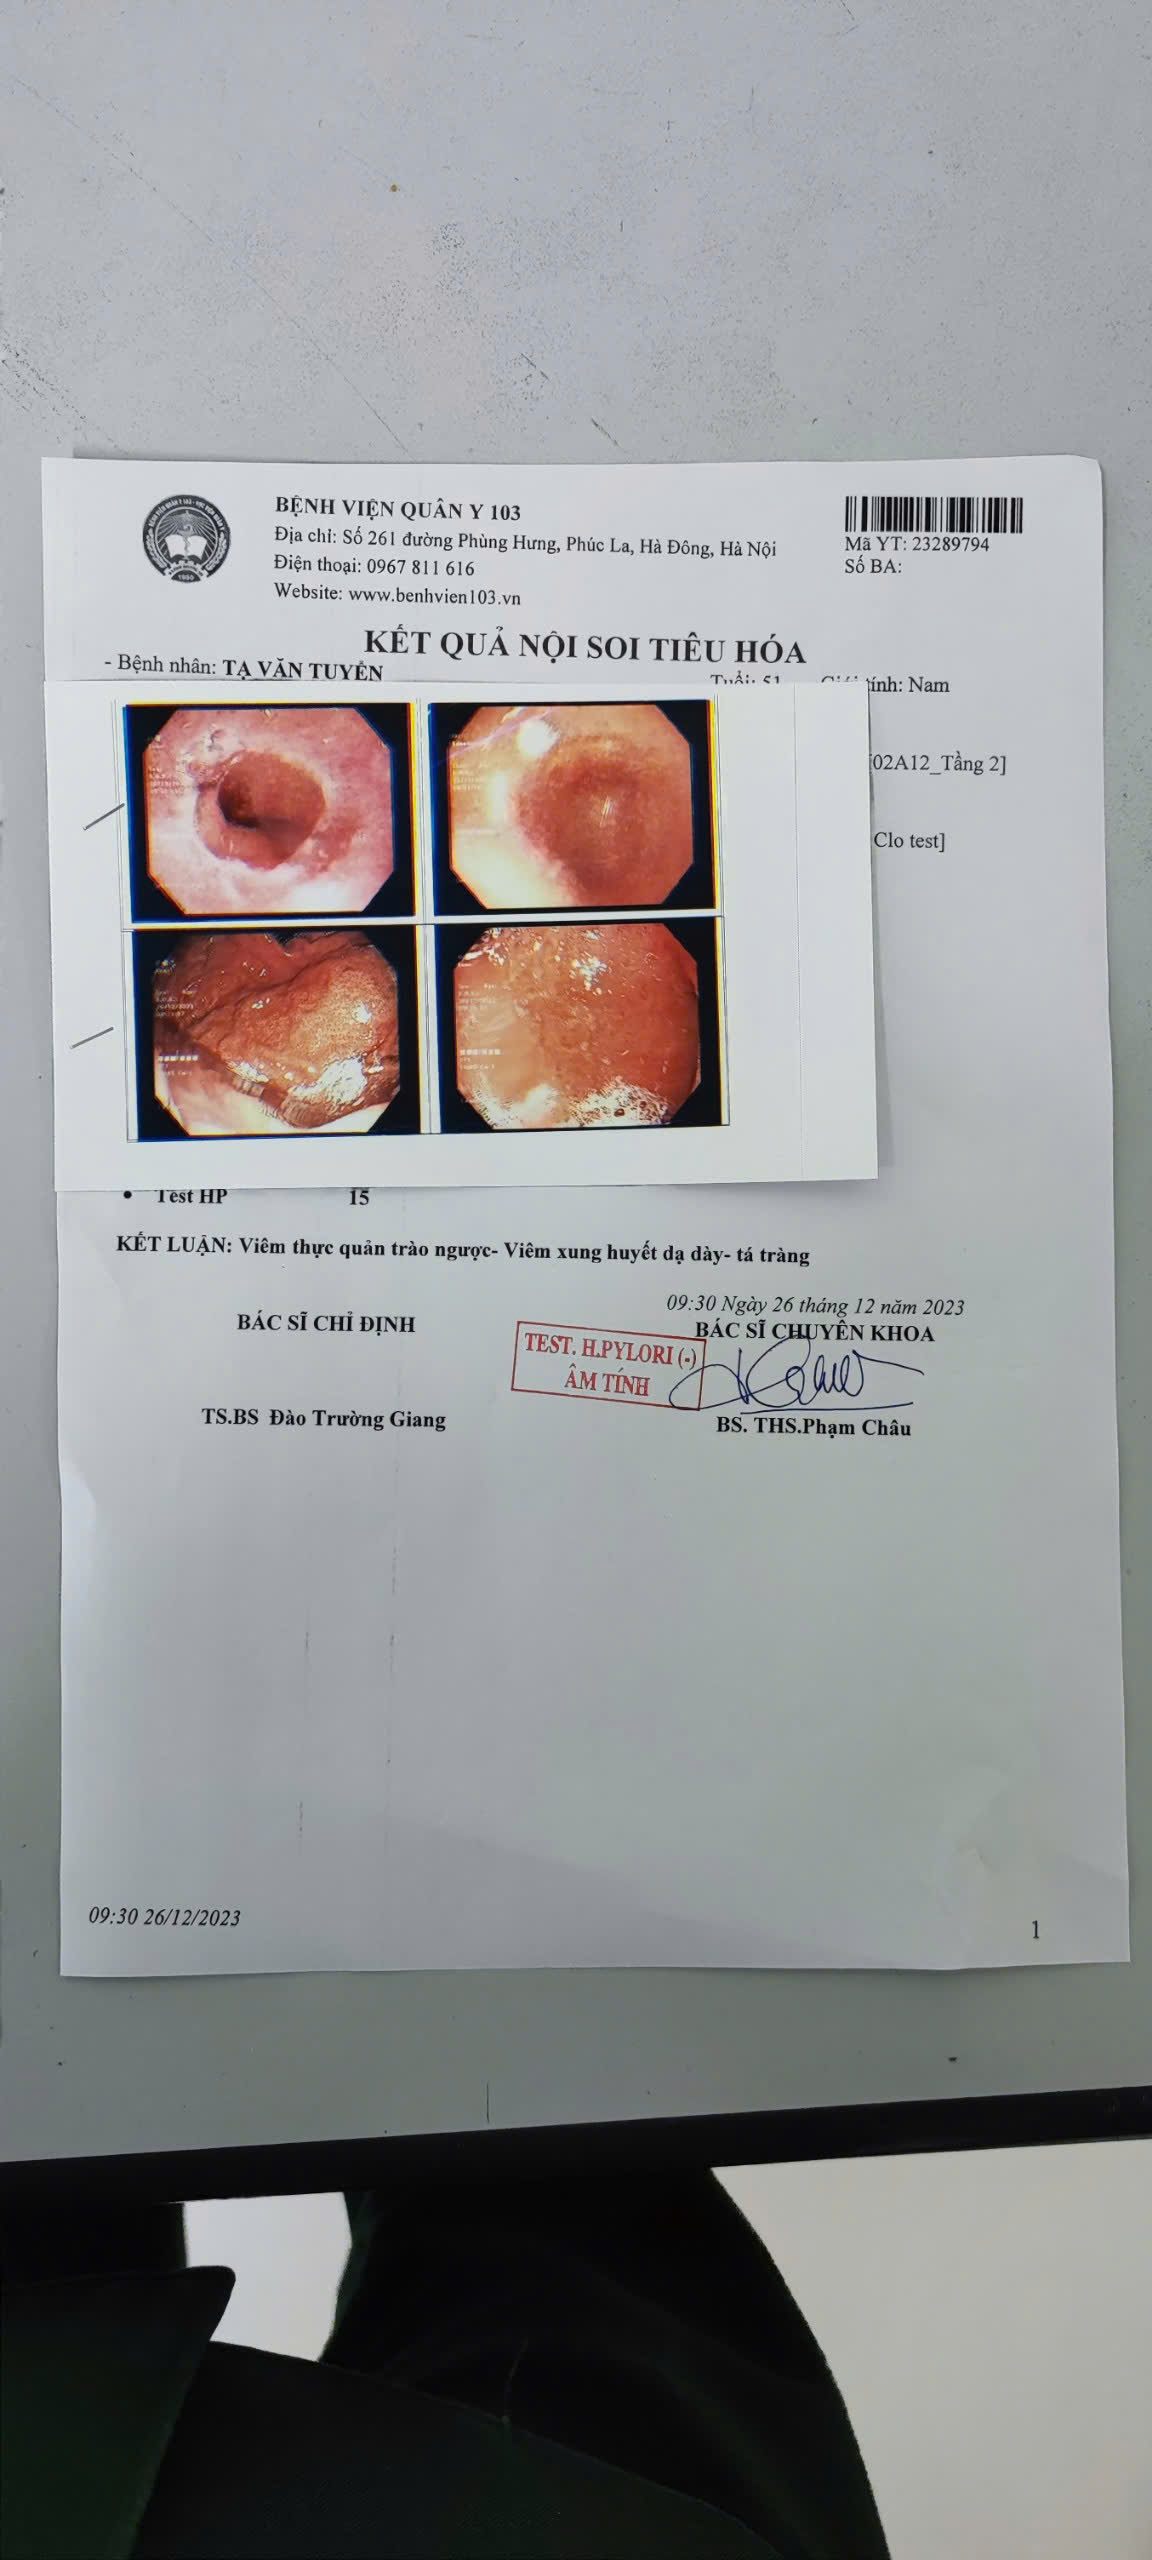 BỆNH VIỆN QUÂN Y 103
Địa chỉ: Số 261 đường Phùng Hưng, Phúc La, Hà Đông, Hà Nội
Điện thoại: 0967 811 616
Website: www.benhvien103.vn
Mã YT: 23289794
Số BA:
KẾT QUẢ NỘI SOI TIÊU HÓA
- Bệnh nhân: TẠ VĂN TUYẾN
Tuổi: 51 Giới tính: Nam
02A12_Tầng 2]
Clo test]
• Test HP 15
KẾT LUẬN: Viêm thực quản trào ngược- Viêm xung huyết dạ dày- tá tràng
09:30 Ngày 26 tháng 12 năm 2023
BÁC SĨ CHỈ ĐỊNH
BÁC SĨ CHUYÊN KHOA
TEST. H.PYLORI (-)
ÂM TÍNH
TS.BS Đào Trường Giang
BS. THS.Phạm Châu
09:30 26/12/2023
1